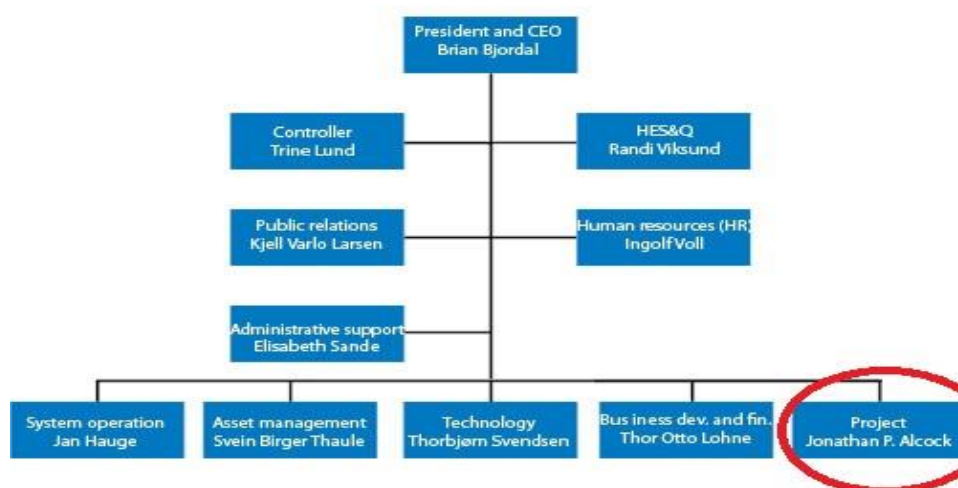 President and CEO
Brian Bjordal
Controller
Trine Lund
HES&Q
Randi Viksund
Public relations
Kjell Varlo Larsen
Human resources (HR)
Ingolf Voll
Administrative support
Elisabeth Sande
System operation
Jan Hauge
Asset management
Svein Birger Thaule
Technology
Thorbjørn Svendsen
Business dev. and fin.
Thor Otto Lohne
Project
Jonathan P. Alcock